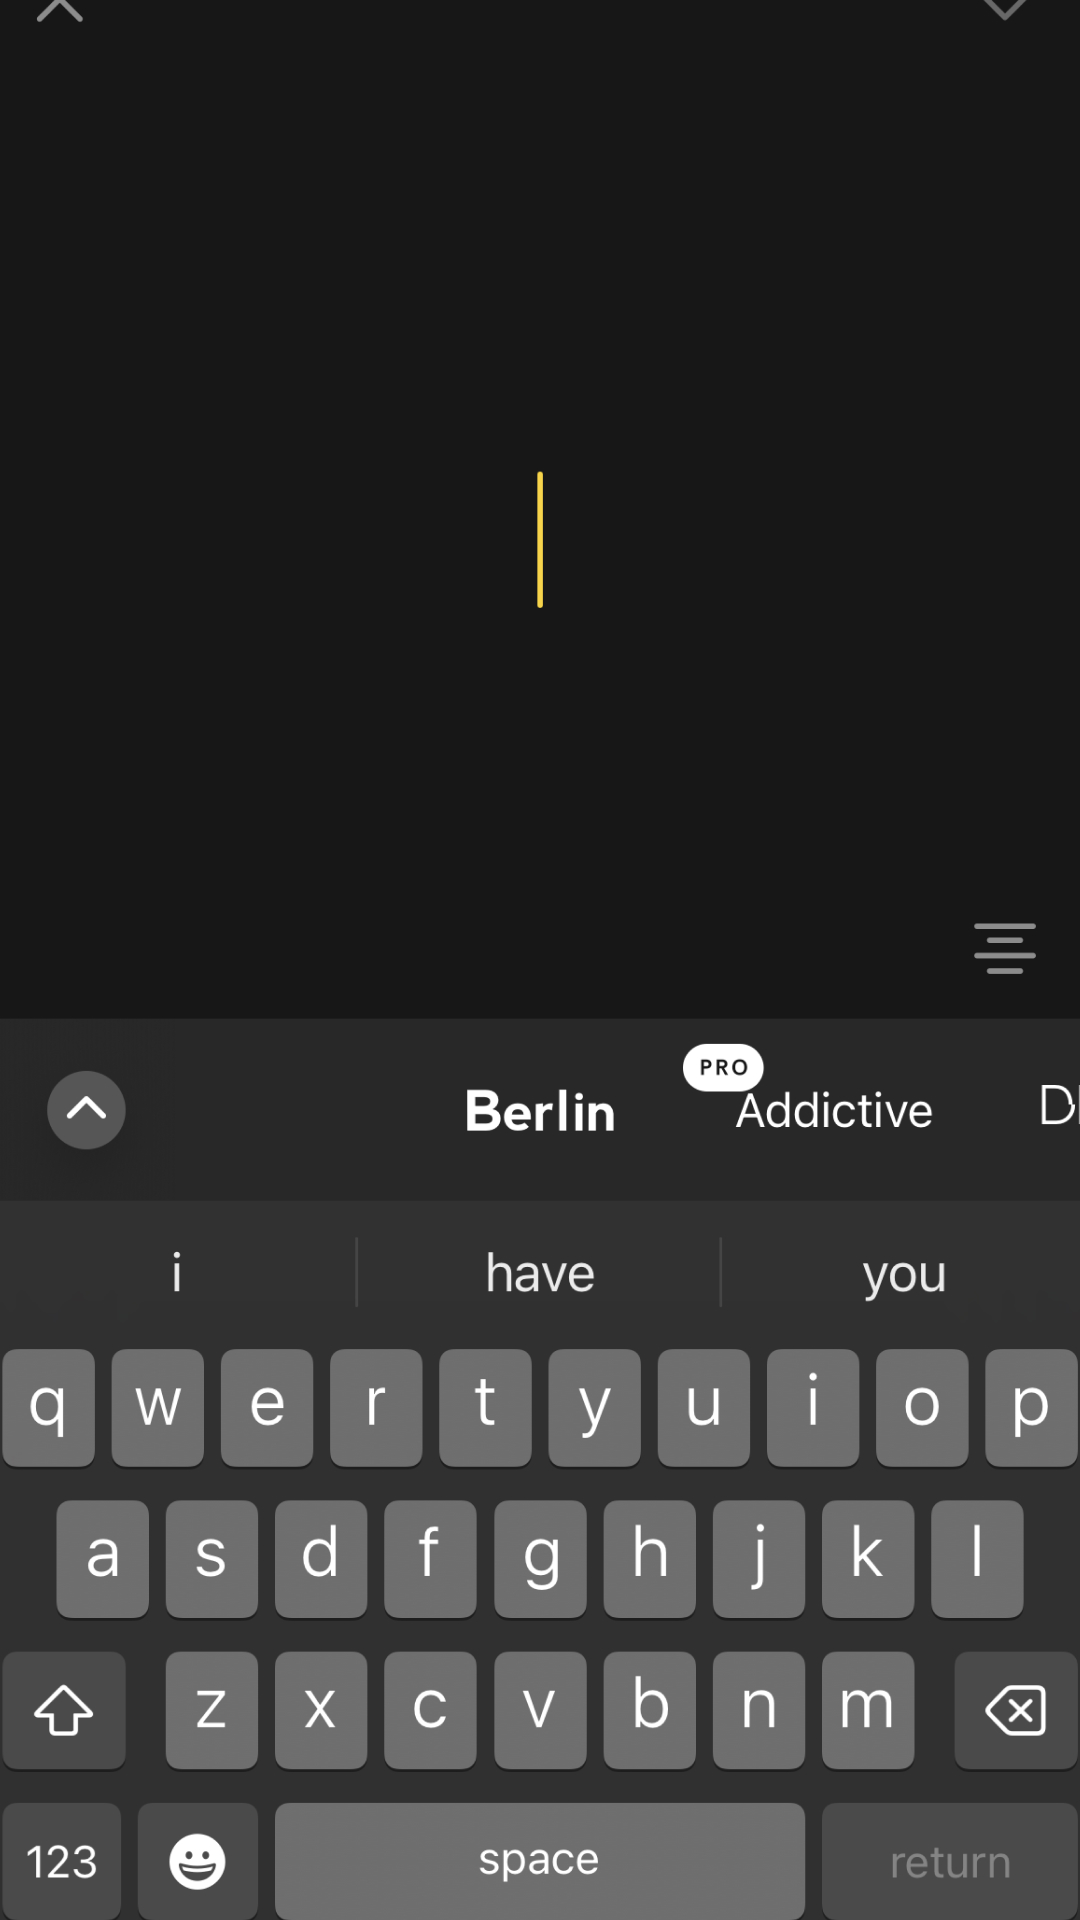 PRO
Berlin Addictive
i have you
q w e r t y u i o p
a s d f g h j k l
z x c v b n m
123 space return